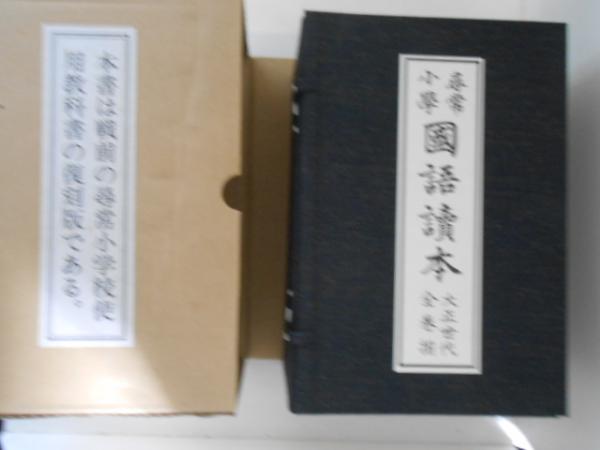 尋常
小學
國語讀本
大正世代
全巻揃
本書は戦前の尋常小学校使
用教科書の復刻版である。